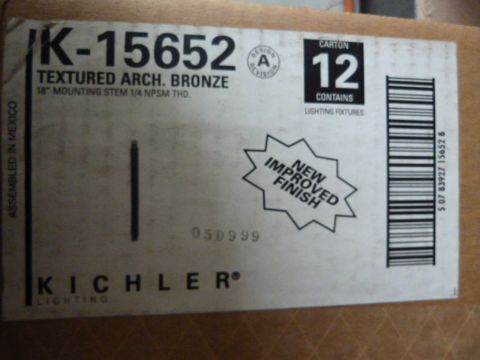 K-15652
TEXTURED ARCH. BRONZE
18" MOUNTING STEM 1/4 NPSM THD.
DESIGN
A
REVISION
CARTON
12
CONTAINS
LIGHTING FIXTURES
ASSEMBLED IN MEXICO
NEW
IMPROVED
FINISH
05D999
KICHLER®
LIGHTING
5 07 83927 15652 8